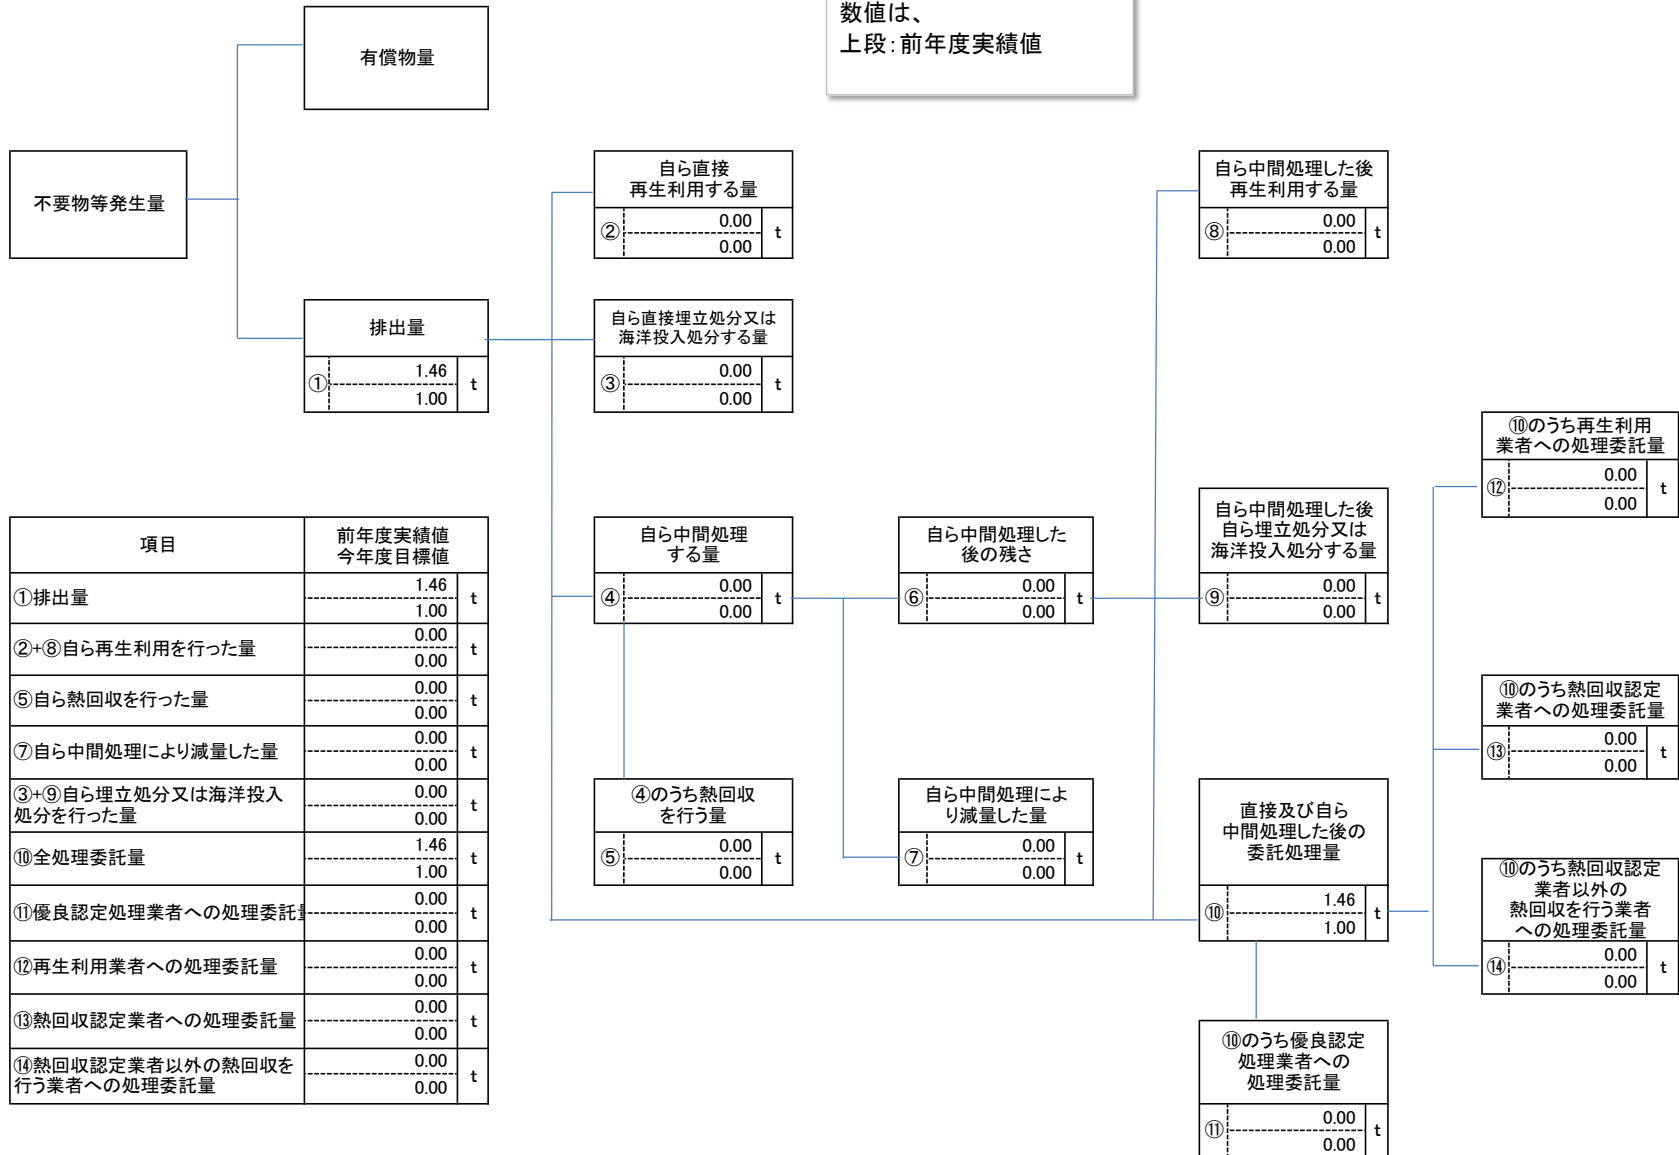 数値は、
上段：前年度実績値
有償物量
不要物等発生量
排出量
①
1.46
1.00
t
自ら直接
再生利用する量
②
0.00
0.00
t
自ら直接埋立処分又は
海洋投入処分する量
③
0.00
0.00
t
自ら中間処理した後
再生利用する量
⑧
0.00
0.00
t
⑩のうち再生利用
業者への処理委託量
⑫
0.00
0.00
t
自ら中間処理
する量
④
0.00
0.00
t
自ら中間処理した
後の残さ
⑥
0.00
0.00
t
自ら中間処理した後
自ら埋立処分又は
海洋投入処分する量
⑨
0.00
0.00
t
⑩のうち熱回収認定
業者への処理委託量
⑬
0.00
0.00
t
④のうち熱回収
を行う量
⑤
0.00
0.00
t
自ら中間処理によ
り減量した量
⑦
0.00
0.00
t
直接及び自ら
中間処理した後の
委託処理量
⑩
1.46
1.00
t
⑩のうち熱回収認定
業者以外の
熱回収を行う業者
への処理委託量
⑭
0.00
0.00
t
⑩のうち優良認定
処理業者への
処理委託量
⑪
0.00
0.00
t
項目
前年度実績値
今年度目標値
①排出量
1.46
1.00
t
②+⑧自ら再生利用を行った量
0.00
0.00
t
⑤自ら熱回収を行った量
0.00
0.00
t
⑦自ら中間処理により減量した量
0.00
0.00
t
③+⑨自ら埋立処分又は海洋投入
処分を行った量
0.00
0.00
t
⑩全処理委託量
1.46
1.00
t
⑪優良認定処理業者への処理委託
0.00
0.00
t
⑫再生利用業者への処理委託量
0.00
0.00
t
⑬熱回収認定業者への処理委託量
0.00
0.00
t
⑭熱回収認定業者以外の熱回収を
行う業者への処理委託量
0.00
0.00
t